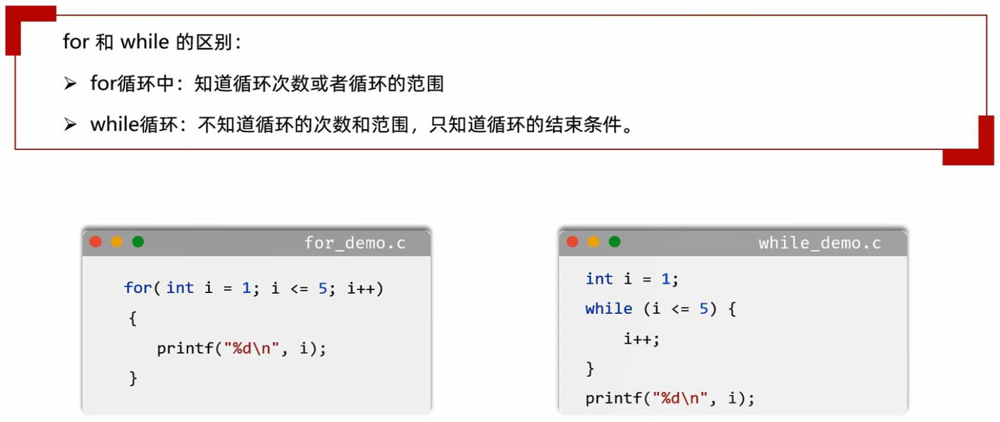 for 和 while 的区别：
➢ for循环中：知道循环次数或者循环的范围
➢ while循环：不知道循环的次数和范围，只知道循环的结束条件。
for_demo.c
for( int i = 1; i <= 5; i++)
{
printf("%d\n", i);
}
while_demo.c
int i = 1;
while (i <= 5) {
i++;
}
printf("%d\n", i);